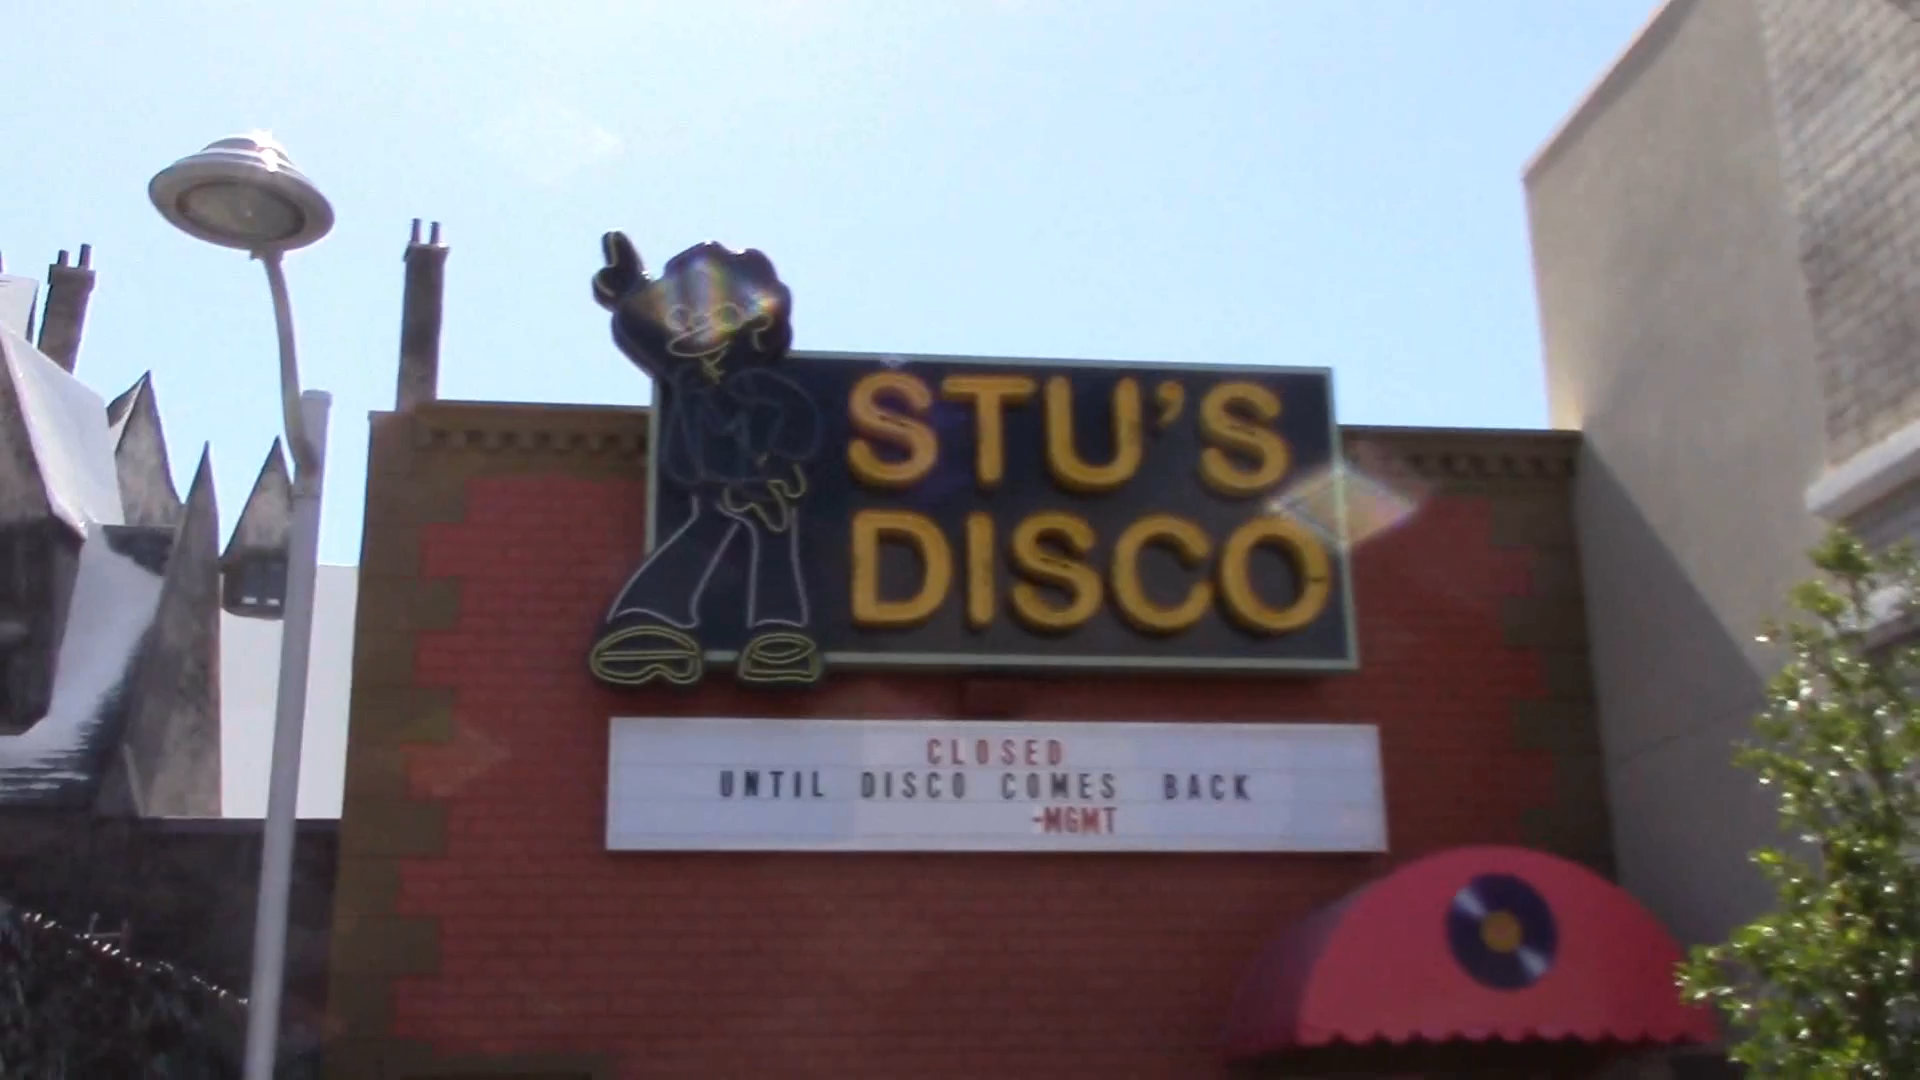 STU'S
DISCO
CLOSED
UNTIL DISCO COMES BACK
-MGMT